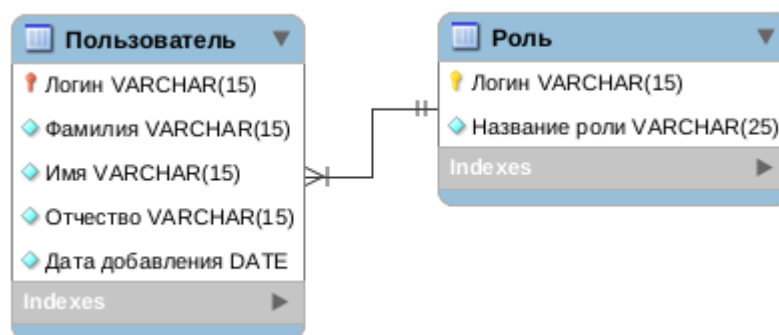 Пользователь
Логин VARCHAR(15)
Фамилия VARCHAR(15)
Имя VARCHAR(15)
Отчество VARCHAR(15)
Дата добавления DATE
Indexes
Роль
Логин VARCHAR(15)
Название роли VARCHAR(25)
Indexes